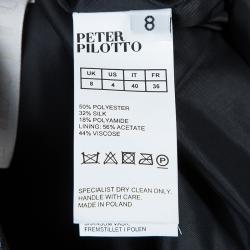 8
PETER
PILOTTO
UK US IT FR
8 4 40 36
50% POLYESTER
32% SILK
18% POLYAMIDE
LINING: 56% ACETATE
44% VISCOSE
SPECIALIST DRY CLEAN ONLY.
HANDLE WITH CARE.
MADE IN POLAND
FREMSTILLET I POLEN